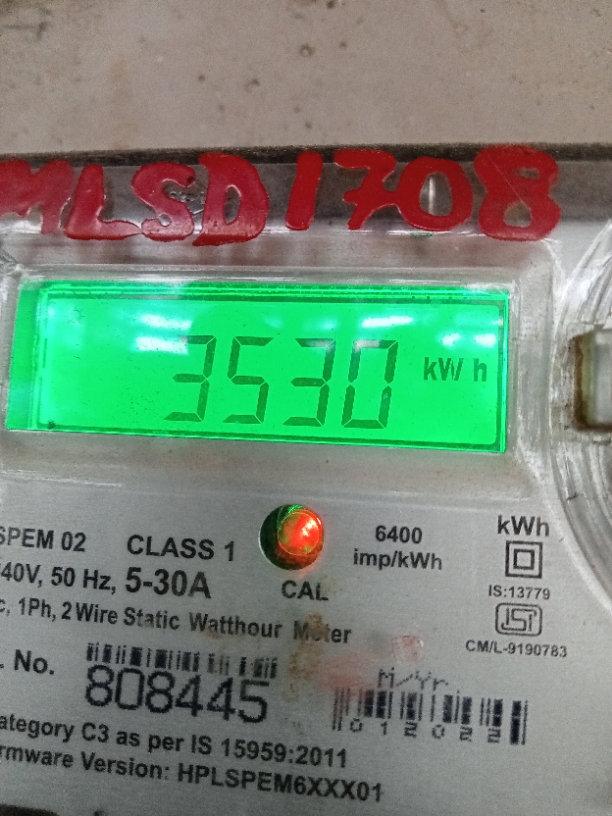 MLSD1708
3530 kWh
SPEM 02 CLASS 1
6400 imp/kWh
kWh
40V, 50 Hz, 5-30A
CAL
IS:13779
c, 1Ph, 2 Wire Static Watthour Meter
ISI
CM/L-9190783
. No.
808445
M/Yr
012022
ategory C3 as per IS 15959:2011
rmware Version: HPLSPEM6XXX01